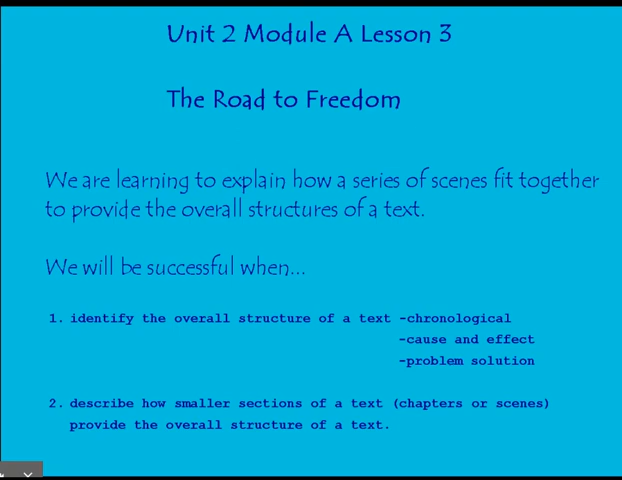 Unit 2 Module A Lesson 3
The Road to Freedom
We are learning to explain how a series of scenes fit together
to provide the overall structures of a text.
We will be successful when...
1. identify the overall structure of a text -chronological
-cause and effect
-problem solution
2. describe how smaller sections of a text (chapters or scenes)
provide the overall structure of a text.